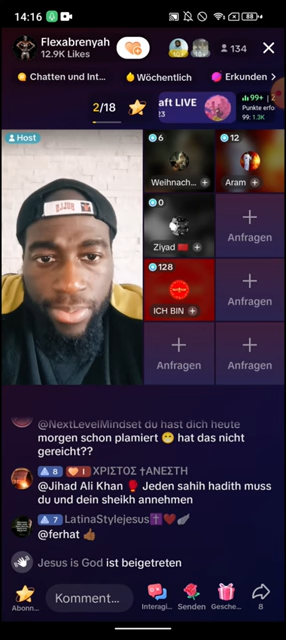 14:16
88
Flexabrenyah
12.9K Likes
134
Chatten und Int...
Wöchentlich
Erkunden
2/18
aft LIVE
99+
Punkte erfo
99: 1.3K
Host
6
Weihnach...
12
Aram
0
Ziyad
Anfragen
128
ICH BIN
Anfragen
Anfragen
Anfragen
@NextLevelMindset du hast dich heute
morgen schon plamiert 😁 hat das nicht
gereicht??
8 1 ΧΡΙΣΤΟΣ †ΑΝΕΣΤΗ
@Jihad Ali Khan 🥊 Jeden sahih hadith muss
du und dein sheikh annehmen
7 LatinaStylejesus✝️❤️🪽
@ferhat 👍🏾
Jesus is God ist beigetreten
Abonn...
Komment...
Interagi...
Senden
Gesche...
8